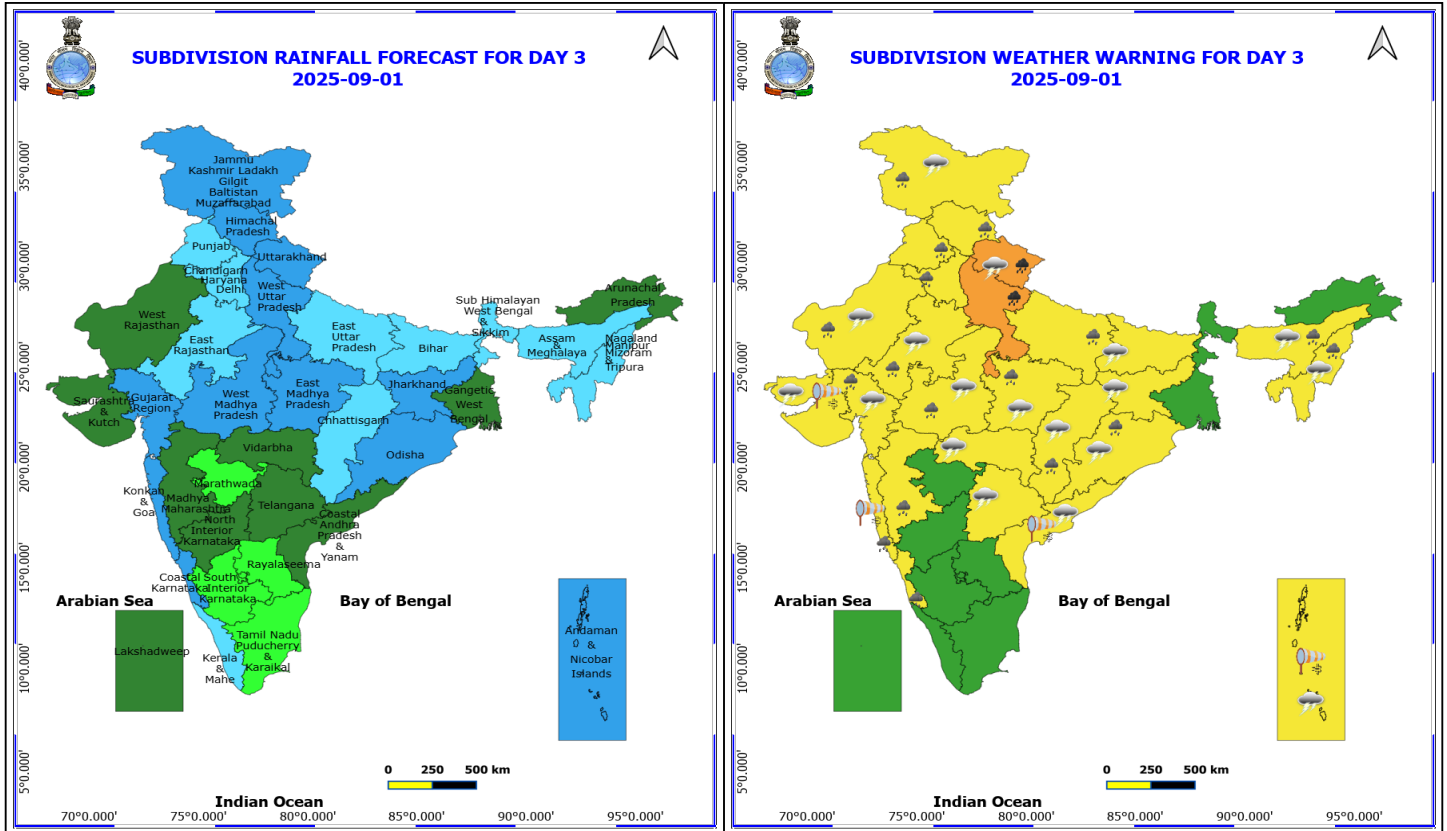 SUBDIVISION RAINFALL FORECAST FOR DAY 3
2025-09-01
40°0.000'
35°0.000'
30°0.000'
25°0.000'
20°0.000'
15°0.000'
10°0.000'
5°0.000'
Jammu
Kashmir Ladakh
Gilgit
Baltistan
Muzaffarabad
Himachal
Pradesh
Punjab
Uttarakhand
Chandigarh
Haryana
Delhi
West
Uttar
Pradesh
West
Rajasthan
East
Rajasthan
East
Uttar
Pradesh
Bihar
Sub Himalayan
West Bengal
&
Sikkim
Arunachal
Pradesh
Assam
&
Meghalaya
Nagaland
Manipur
Mizoram
&
Tripura
Saurashtra
&
Kutch
Gujarat
Region
West
Madhya
Pradesh
East
Madhya
Pradesh
Jharkhand
Gangetic
West
Bengal
Chhattisgarh
Odisha
Vidarbha
Marathwada
Konkan
&
Goa
Madhya
Maharashtra
Telangana
North
Interior
Karnataka
Coastal
Andhra
Pradesh
&
Yanam
Rayalaseema
Coastal
Karnataka
South
Interior
Karnataka
Arabian Sea
Bay of Bengal
Lakshadweep
Tamil Nadu
Puducherry
&
Karaikal
Kerala
&
Mahe
Andaman
&
Nicobar
Islands
0 250 500 km
Indian Ocean
70°0.000' 75°0.000' 80°0.000' 85°0.000' 90°0.000' 95°0.000'
SUBDIVISION WEATHER WARNING FOR DAY 3
2025-09-01
40°0.000'
35°0.000'
30°0.000'
25°0.000'
20°0.000'
15°0.000'
10°0.000'
5°0.000'
Arabian Sea
Bay of Bengal
0 250 500 km
Indian Ocean
70°0.000' 75°0.000' 80°0.000' 85°0.000' 90°0.000' 95°0.000'